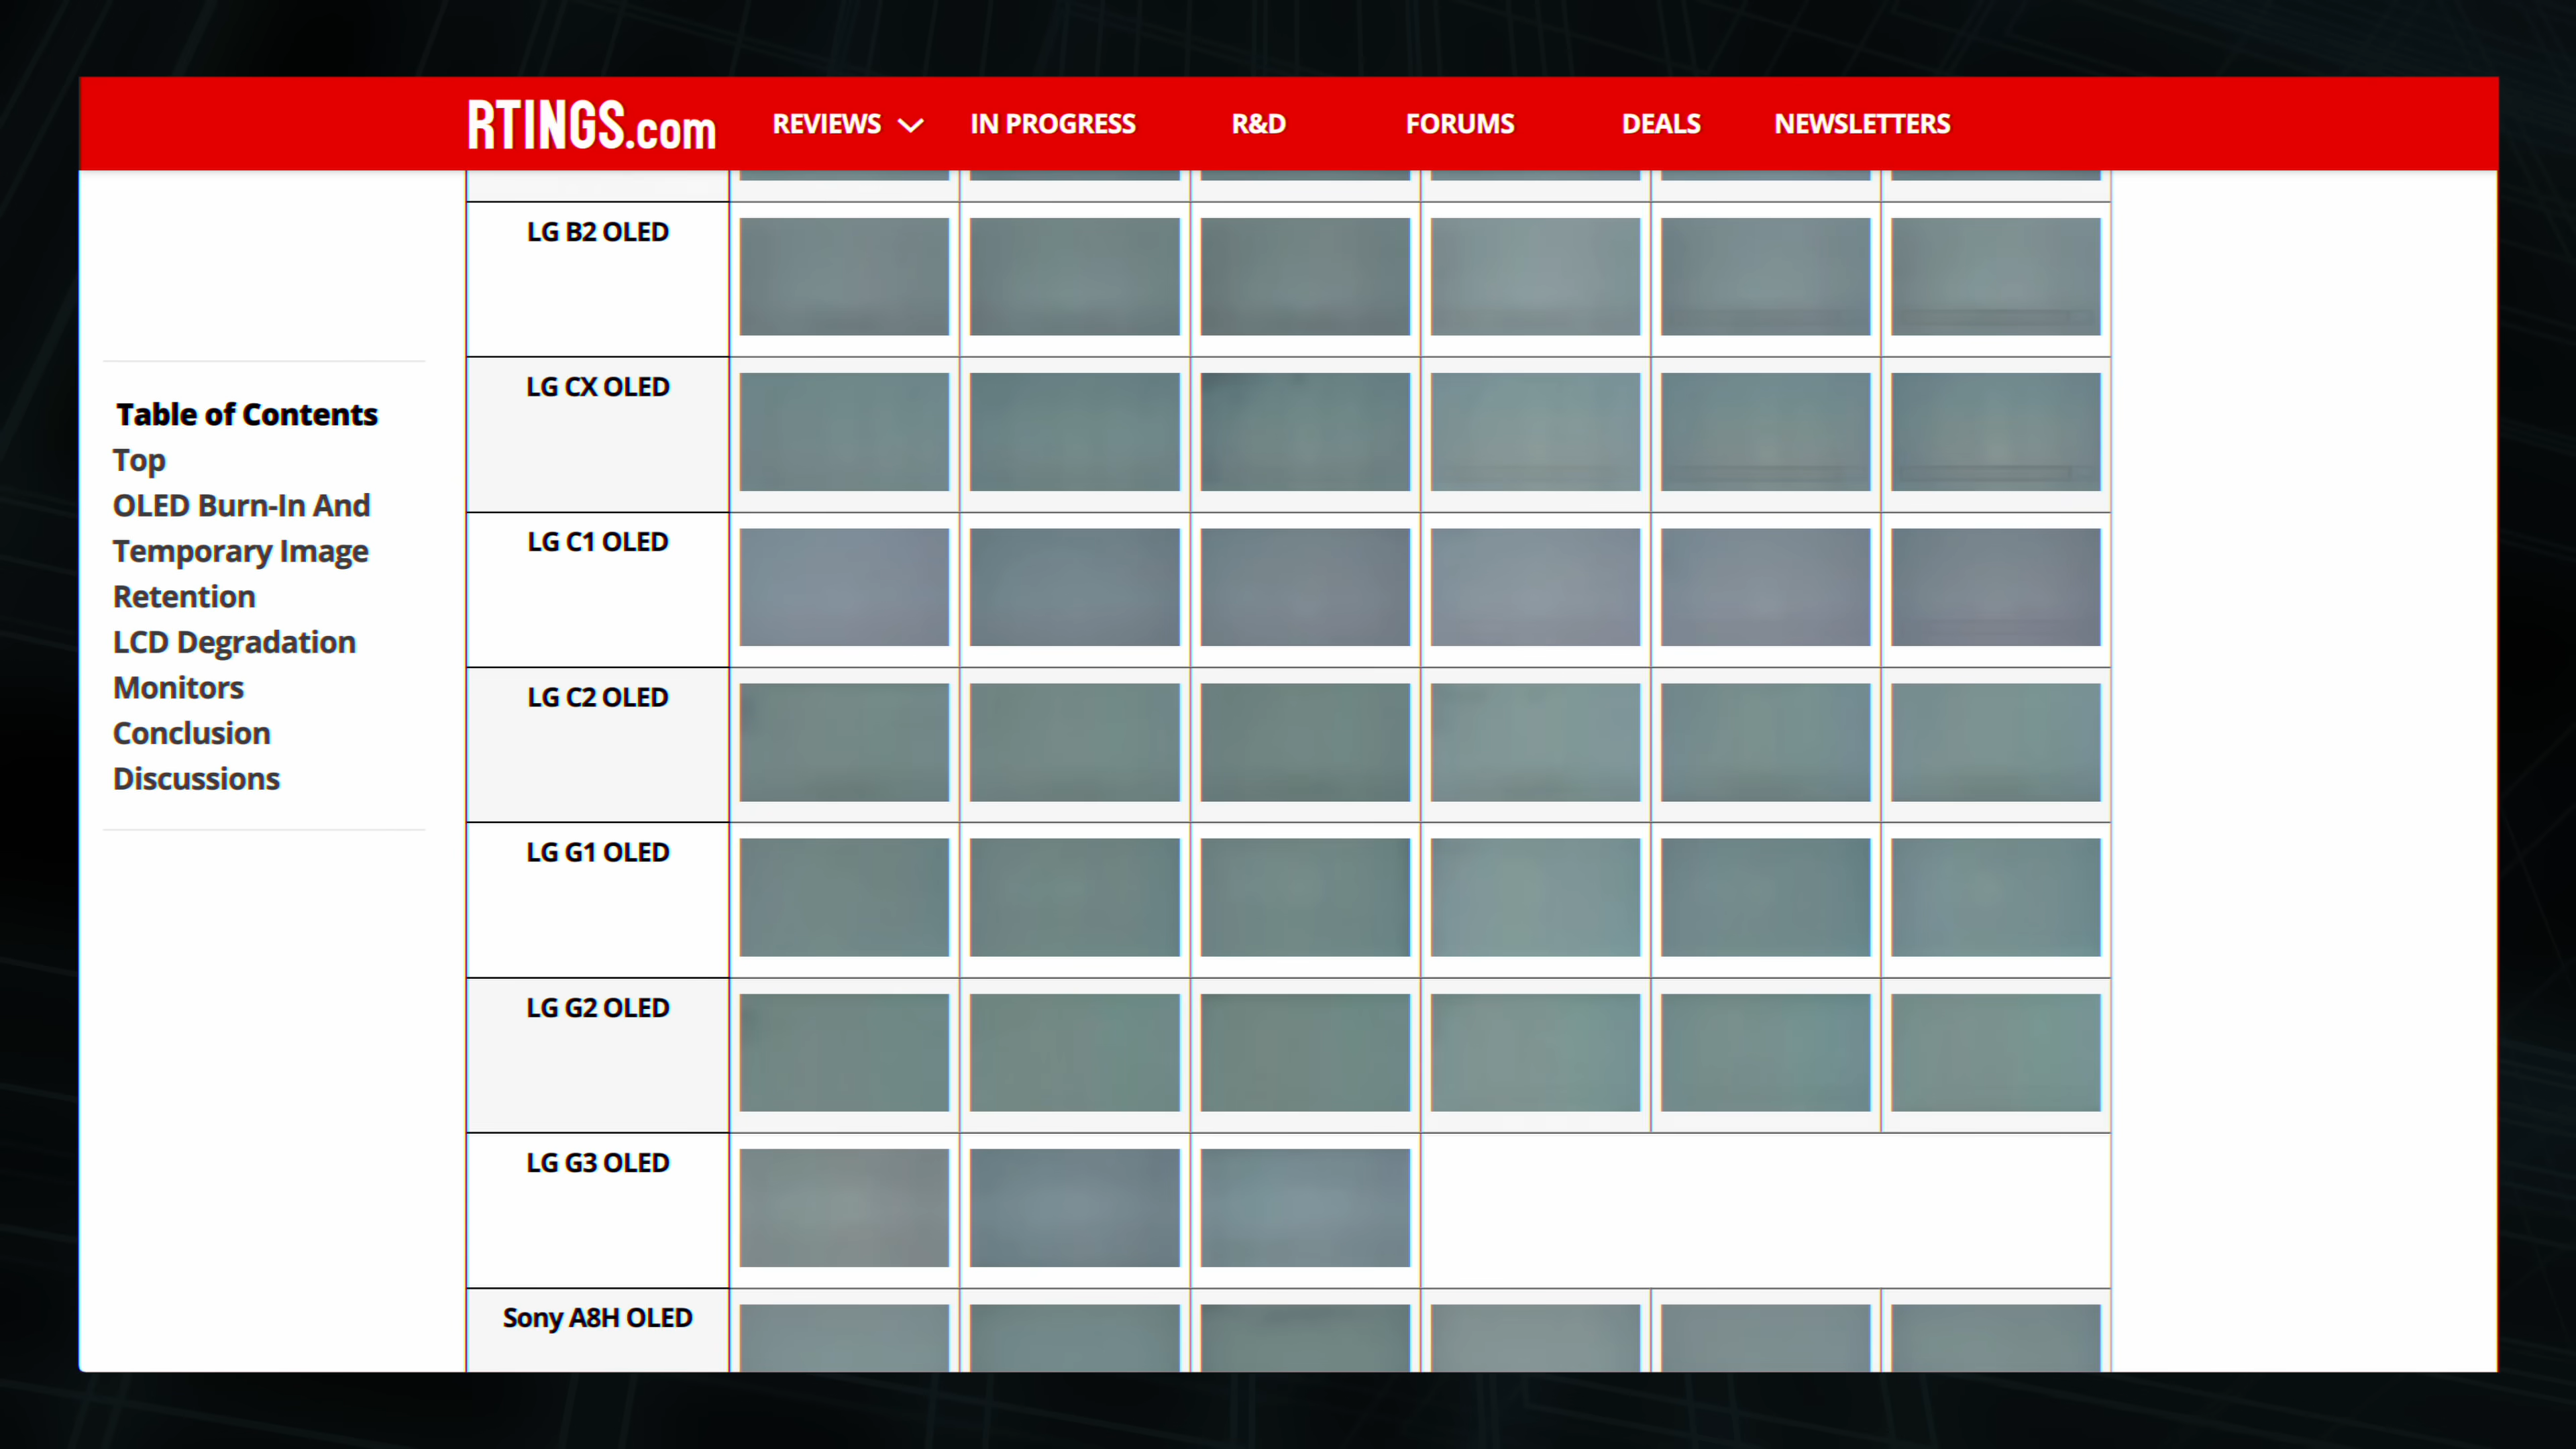 RTINGS.com REVIEWS IN PROGRESS R&D FORUMS DEALS NEWSLETTERS
Table of Contents
Top
OLED Burn-In And
Temporary Image
Retention
LCD Degradation
Monitors
Conclusion
Discussions
LG B2 OLED
LG CX OLED
LG C1 OLED
LG C2 OLED
LG G1 OLED
LG G2 OLED
LG G3 OLED
Sony A8H OLED